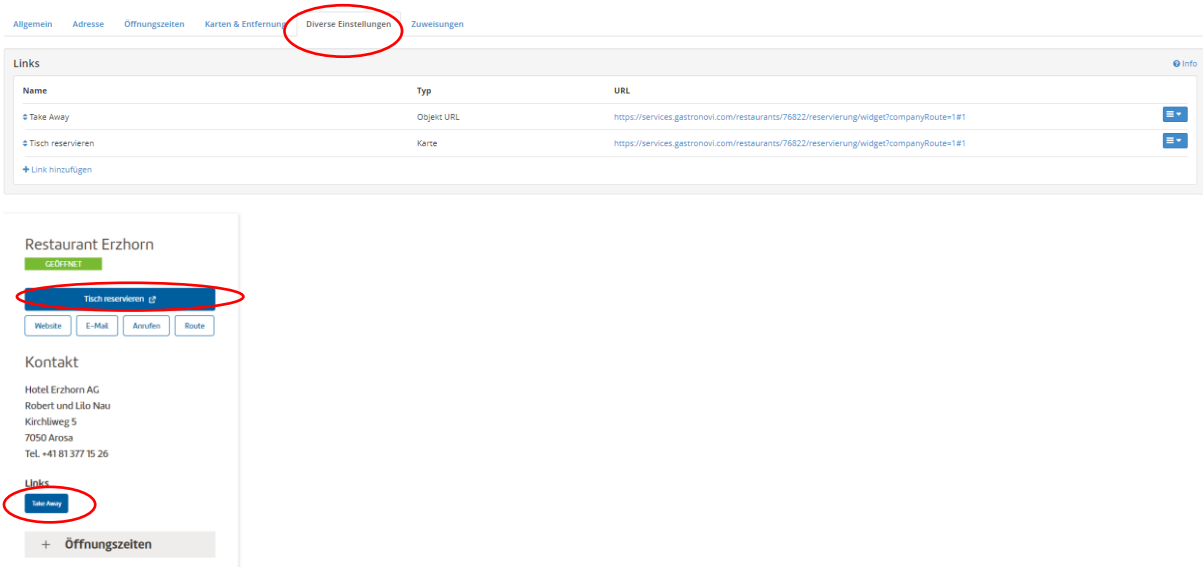 Allgemein Adresse Öffnungszeiten Karten & Entfernung Diverse Einstellungen Zuweisungen
Links Info
Name Typ URL
Take Away Objekt URL https://services.gastronovi.com/restaurants/76822/reservierung/widget?companyRoute=1#1
Tisch reservieren Karte https://services.gastronovi.com/restaurants/76822/reservierung/widget?companyRoute=1#1
+ Link hinzufügen
Restaurant Erzhorn
GEÖFFNET
Tisch reservieren
Website E-Mail Anrufen Route
Kontakt
Hotel Erzhorn AG
Robert und Lilo Nau
Kirchliweg 5
7050 Arosa
Tel. +41 81 377 15 26
Links
Take Away
+ Öffnungszeiten